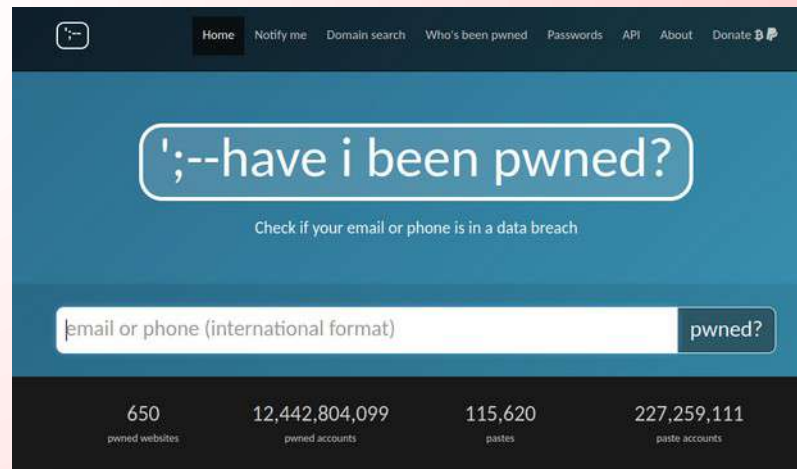 ';--
Home Notify me Domain search Who's been pwned Passwords API About Donate
';--have i been pwned?
Check if your email or phone is in a data breach
email or phone (international format) pwned?
650 12,442,804,099 115,620 227,259,111
pwned websites pwned accounts pastes paste accounts